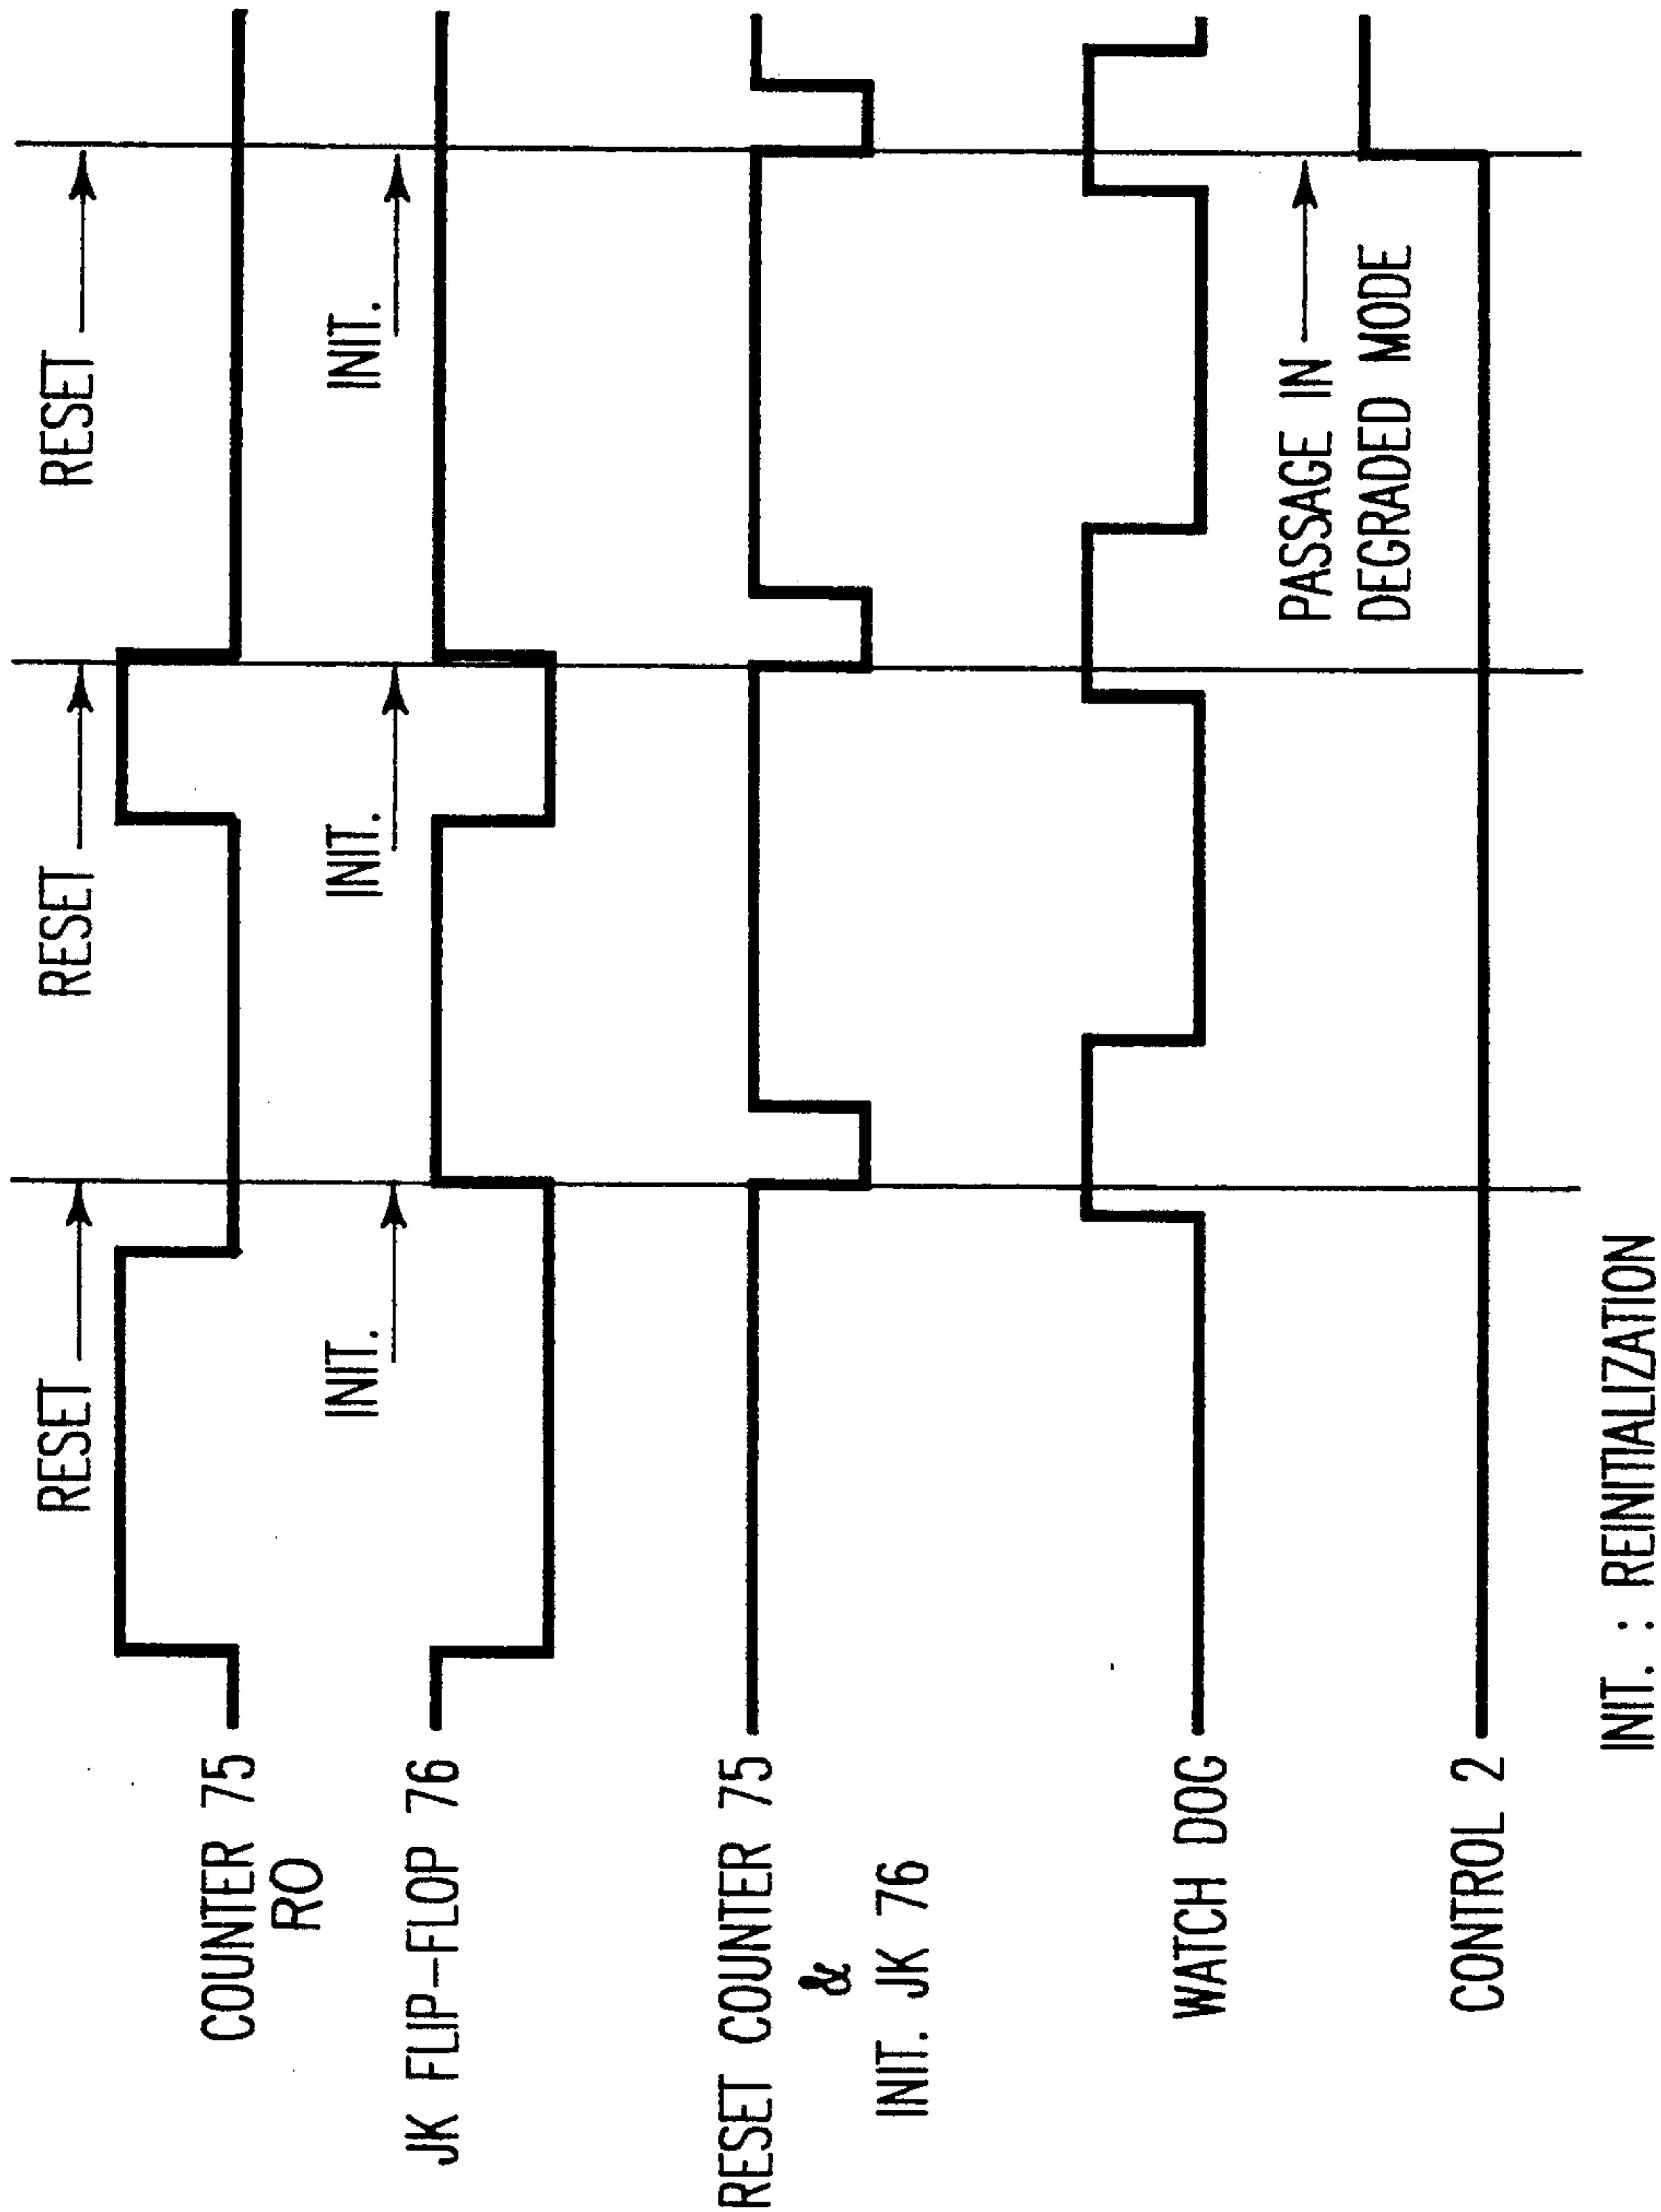 RESET
RESET
RESET
COUNTER 75
RO
INIT.
INIT.
INIT.
JK FLIP-FLOP 76
RESET COUNTER 75
&
INIT. JK 76
WATCH DOG
PASSAGE IN
DEGRADED MODE
CONTROL 2
INIT. : REINITIALIZATION